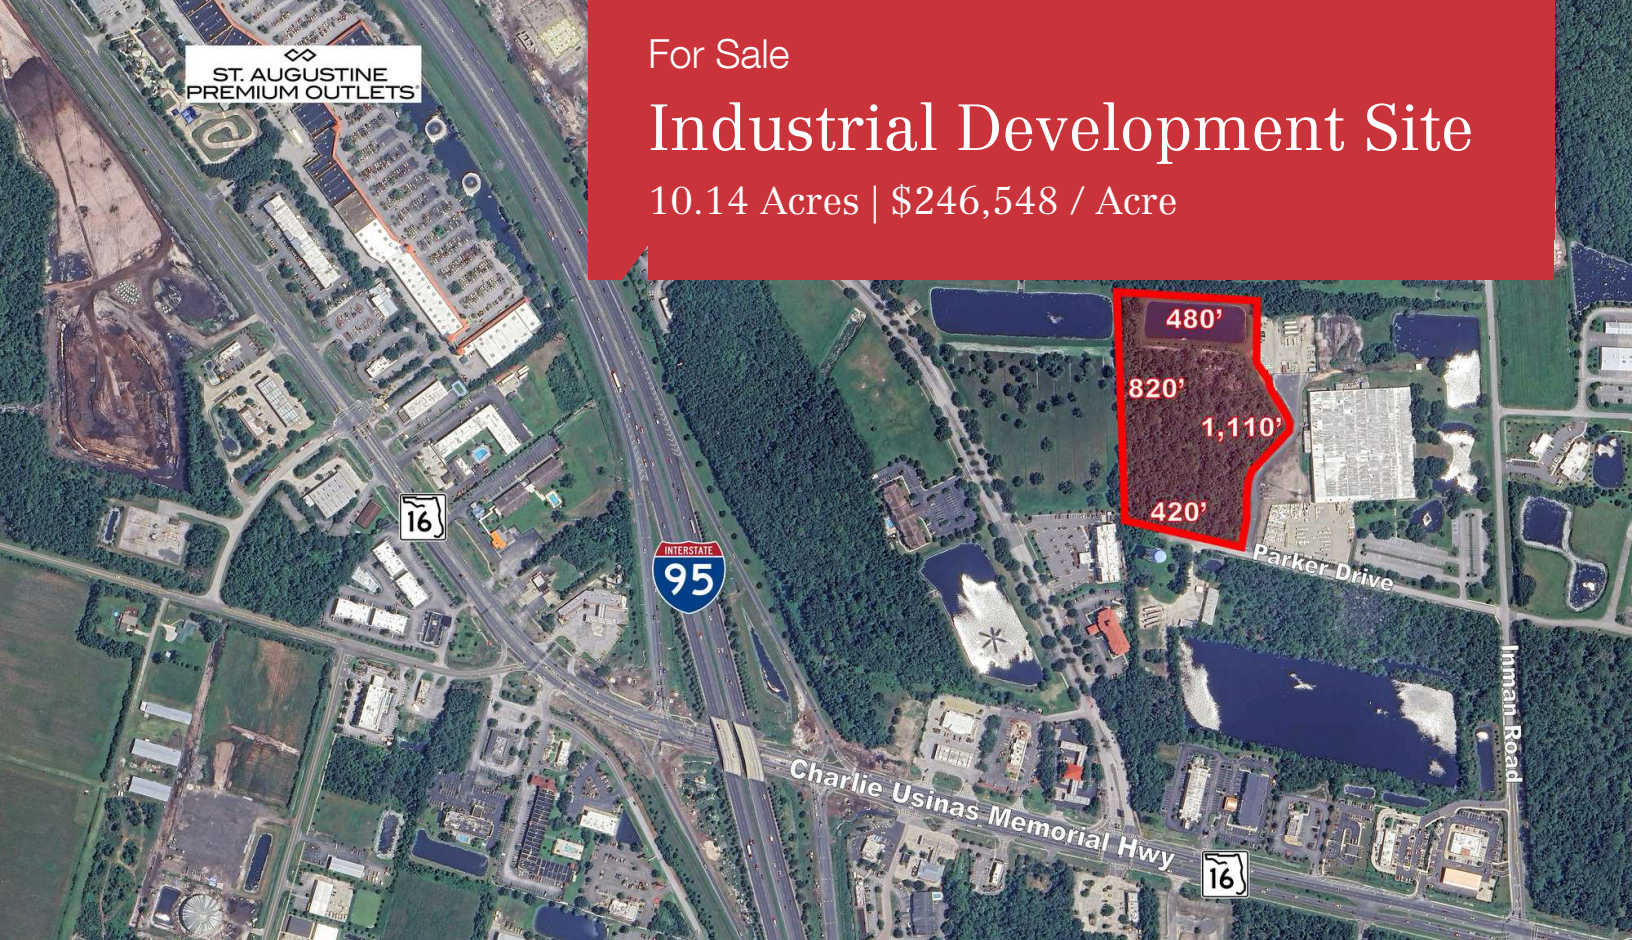 For Sale
Industrial Development Site
10.14 Acres | $246,548 / Acre
ST. AUGUSTINE
PREMIUM OUTLETS®
480’
820’
1,110’
420’
16
INTERSTATE
95
Parker Drive
Inman Road
Charlie Usinas Memorial Hwy
16